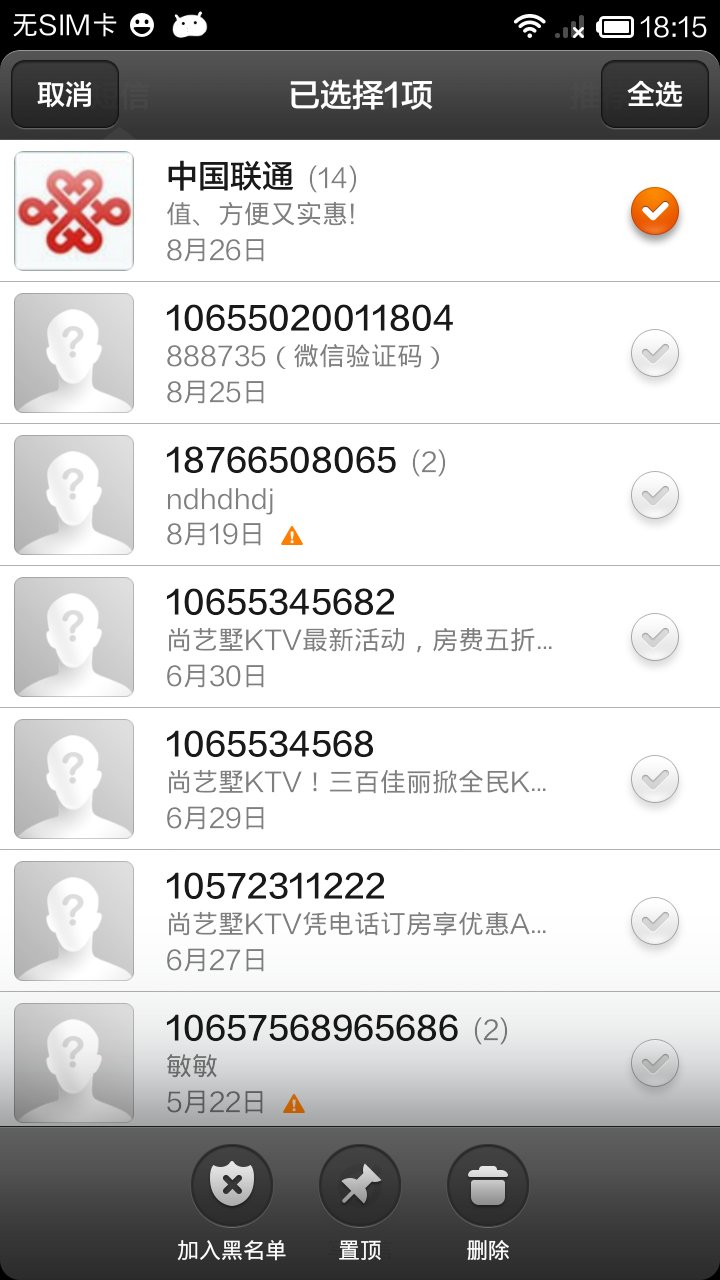 无SIM卡 18:15
取消 已选择1项 全选
中国联通 (14)
值、方便又实惠!
8月26日
10655020011804
888735（微信验证码）
8月25日
18766508065 (2)
ndhdhdj
8月19日
10655345682
尚艺墅KTV最新活动，房费五折...
6月30日
1065534568
尚艺墅KTV！三百佳丽掀全民K...
6月29日
10572311222
尚艺墅KTV凭电话订房享优惠A...
6月27日
10657568965686 (2)
敏敏
5月22日
加入黑名单 置顶 删除